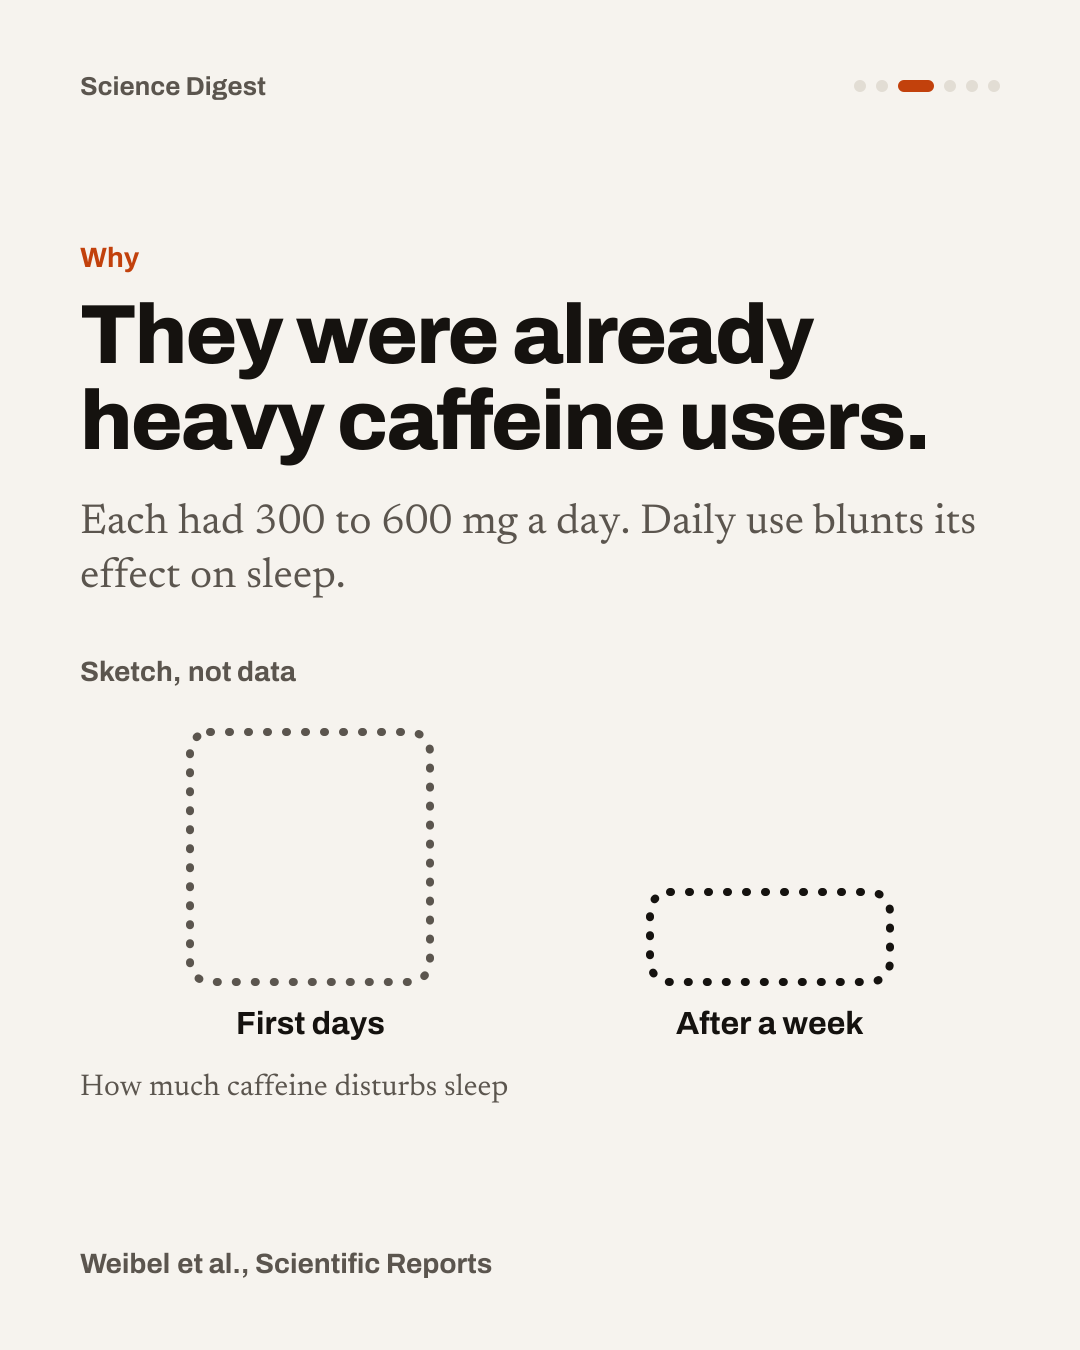 Science Digest
Why
They were already
heavy caffeine users.
Each had 300 to 600 mg a day. Daily use blunts its
effect on sleep.
Sketch, not data
First days
After a week
How much caffeine disturbs sleep
Weibel et al., Scientific Reports